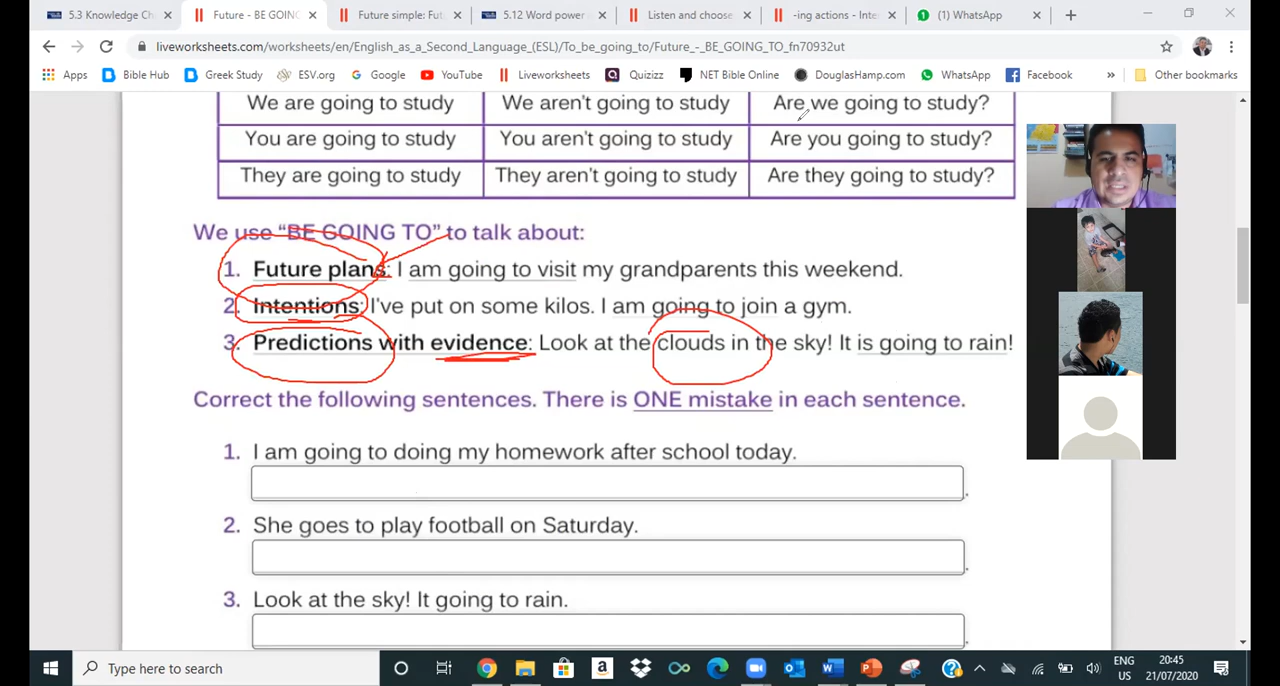 5.3 Knowledge Ch
Future - BE GOING
Future simple: Fut
5.12 Word power
Listen and choose
-ing actions - Inte
(1) WhatsApp
liveworksheets.com/worksheets/en/English_as_a_Second_Language_(ESL)/To_be_going_to/Future_-_BE_GOING_TO_fn70932ut
Apps Bible Hub Greek Study ESV.org Google YouTube Liveworksheets Quizizz NET Bible Online DouglasHamp.com WhatsApp Facebook » Other bookmarks
We are going to study We aren't going to study Are we going to study?
You are going to study You aren't going to study Are you going to study?
They are going to study They aren't going to study Are they going to study?
We use "BE GOING TO" to talk about:
1. Future plans: I am going to visit my grandparents this weekend.
2. Intentions: I've put on some kilos. I am going to join a gym.
3. Predictions with evidence: Look at the clouds in the sky! It is going to rain!
Correct the following sentences. There is ONE mistake in each sentence.
1. I am going to doing my homework after school today.
.
2. She goes to play football on Saturday.
.
3. Look at the sky! It going to rain.
.
Type here to search
ENG
US
20:45
21/07/2020